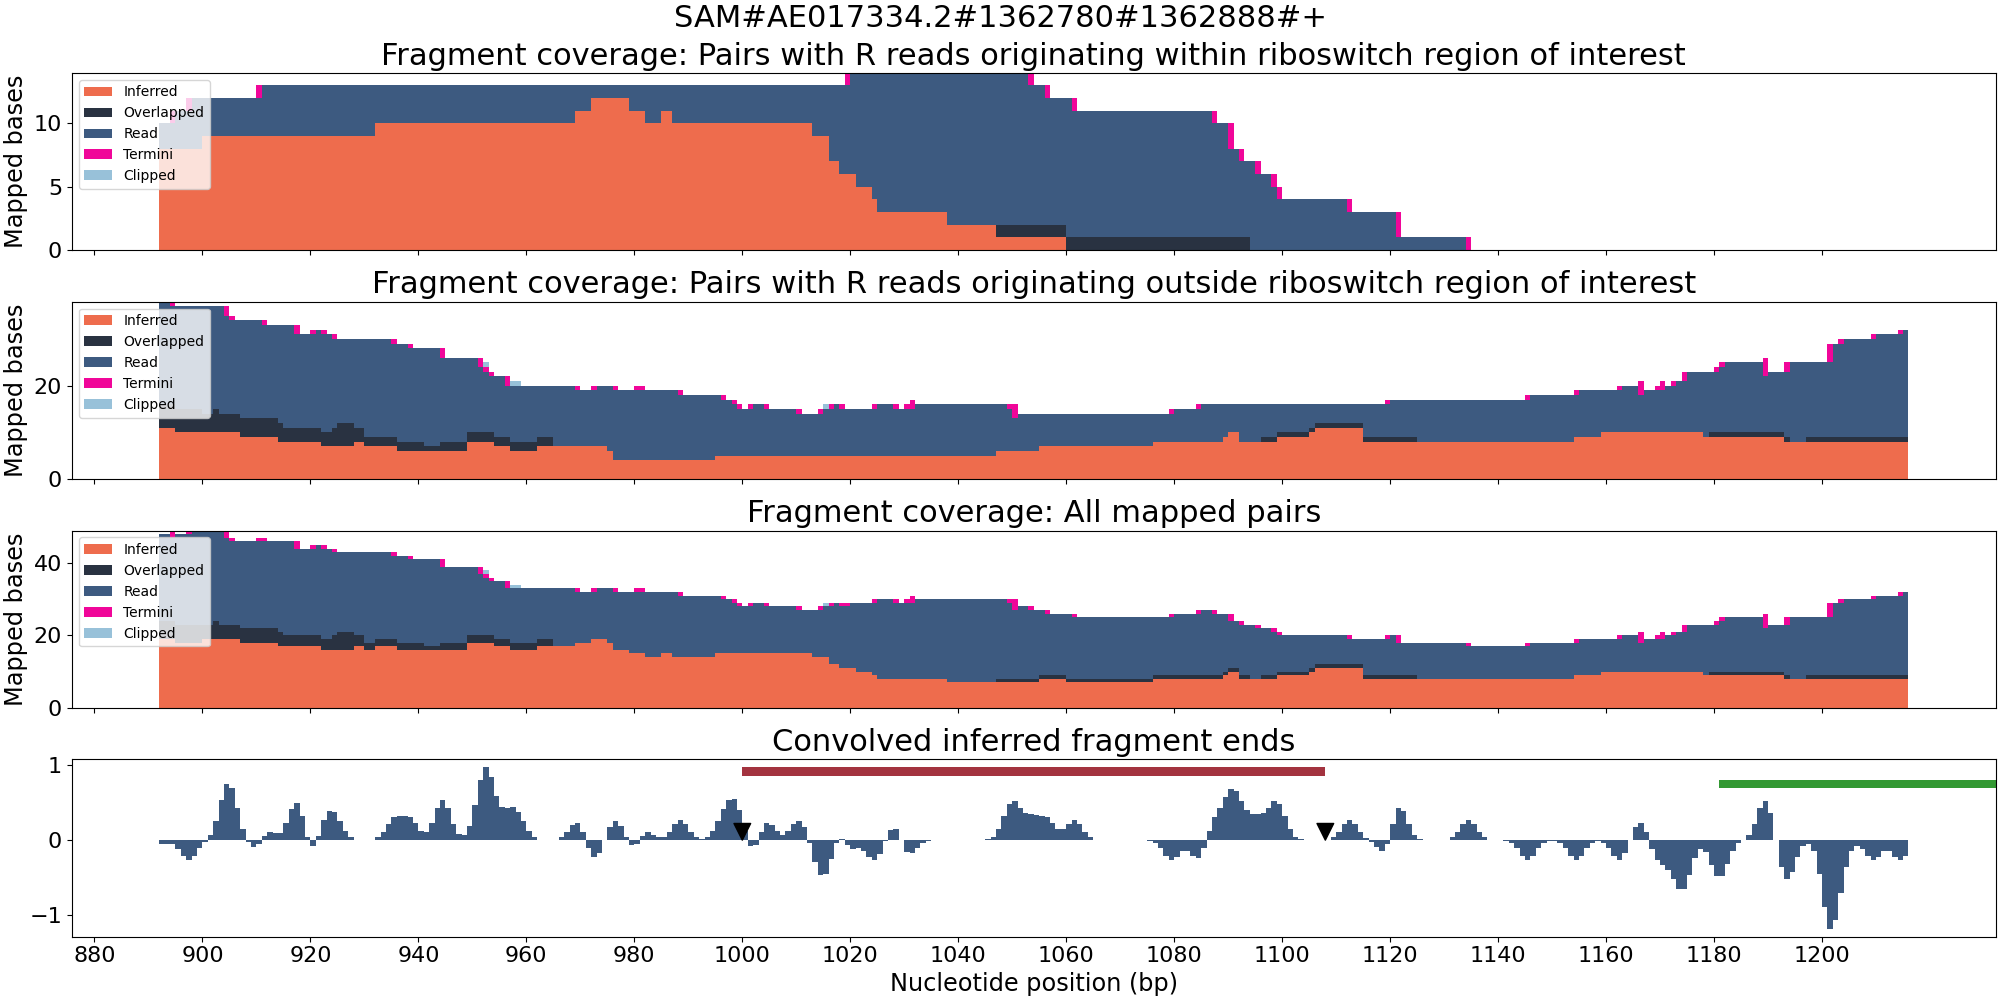 SAM#AE017334.2#1362780#1362888#+
Fragment coverage: Pairs with R reads originating within riboswitch region of interest
Mapped bases
10
5
0
Inferred
Overlapped
Read
Termini
Clipped
Fragment coverage: Pairs with R reads originating outside riboswitch region of interest
Mapped bases
20
0
Inferred
Overlapped
Read
Termini
Clipped
Fragment coverage: All mapped pairs
Mapped bases
40
20
0
Inferred
Overlapped
Read
Termini
Clipped
Convolved inferred fragment ends
1
0
−1
880 900 920 940 960 980 1000 1020 1040 1060 1080 1100 1120 1140 1160 1180 1200
Nucleotide position (bp)